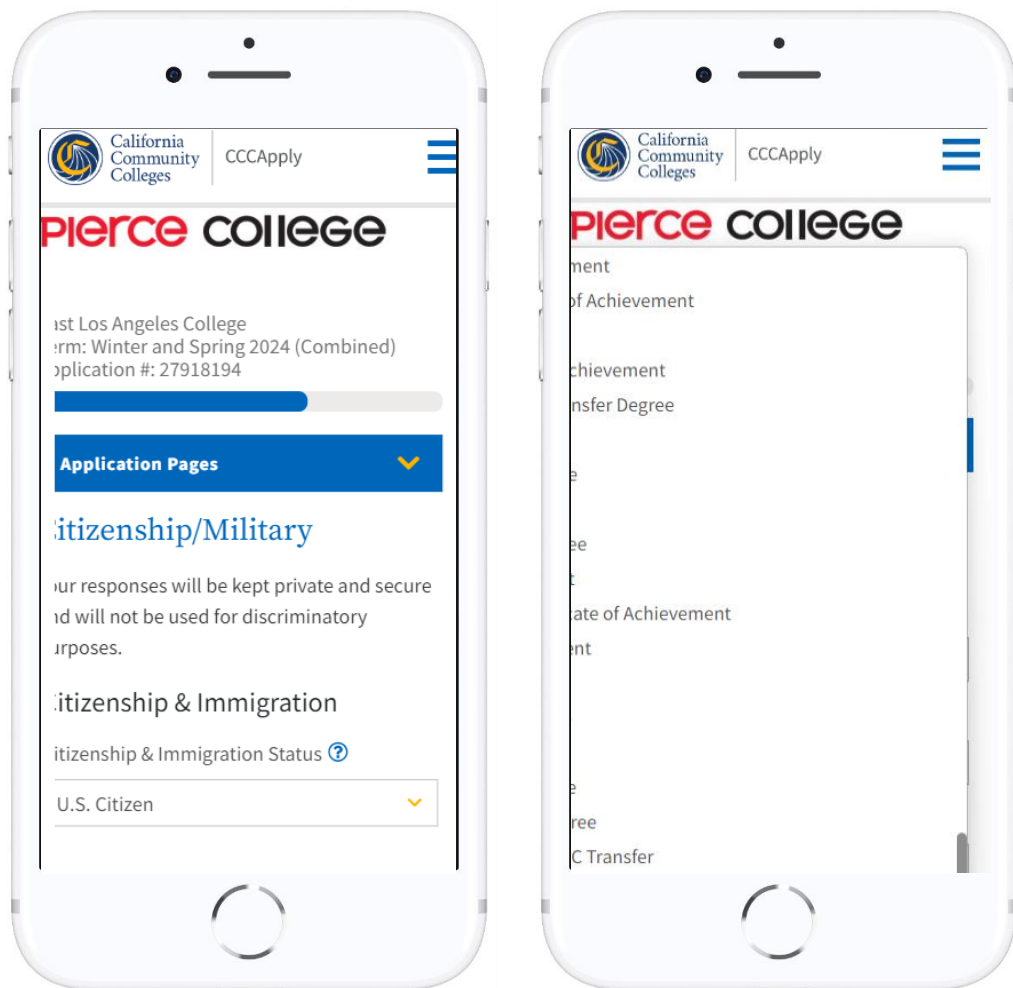 California
Community
Colleges
CCCApply
PIERCE COLLEGE
ast Los Angeles College
erm: Winter and Spring 2024 (Combined)
pplication #: 27918194
Application Pages
itizenship/Military
ur responses will be kept private and secure
nd will not be used for discriminatory
urposes.
itizenship & Immigration
itizenship & Immigration Status ?
U.S. Citizen
California
Community
Colleges
CCCApply
PIERCE COLLEGE
ment
of Achievement
chievement
nsfer Degree
e
ee
t
cate of Achievement
ent
e
ree
C Transfer